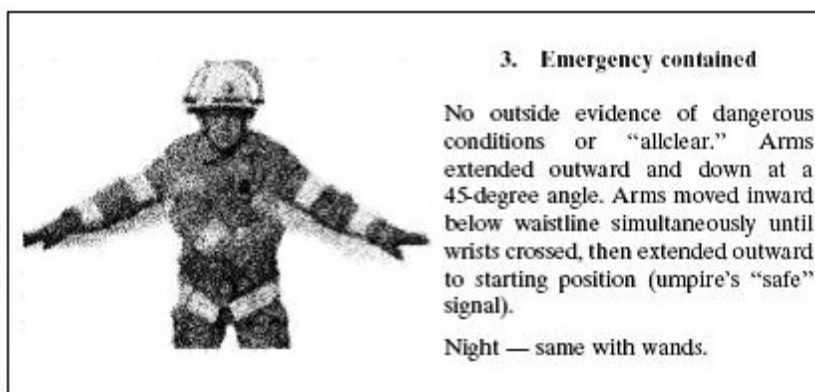 3. Emergency contained
No outside evidence of dangerous
conditions or “allclear.” Arms
extended outward and down at a
45-degree angle. Arms moved inward
below waistline simultaneously until
wrists crossed, then extended outward
to starting position (umpire’s “safe”
signal).
Night — same with wands.